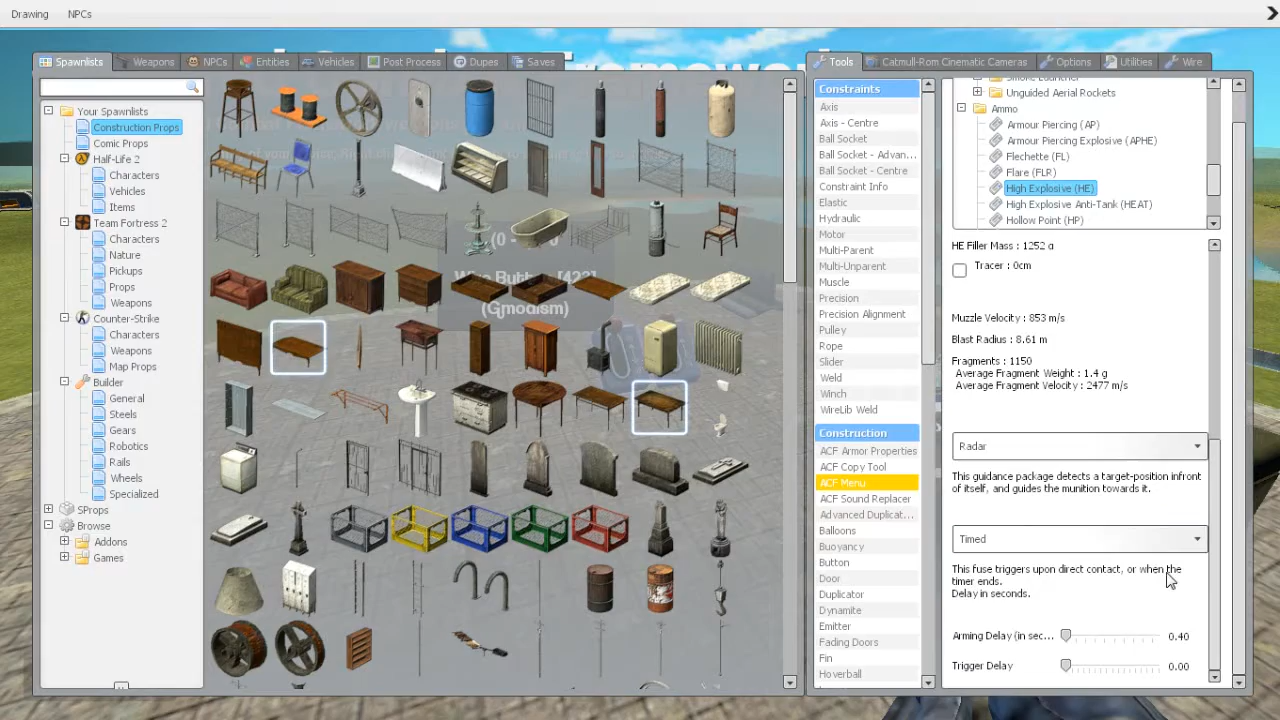 Drawing NPCs
Spawnlists Weapons NPCs Entities Vehicles Post Process Dupes Saves
Tools Catmull-Rom Cinematic Cameras Options Utilities Wire
Your Spawnlists
Construction Props
Comic Props
Half-Life 2
Characters
Vehicles
Items
Team Fortress 2
Characters
Nature
Pickups
Props
Weapons
Counter-Strike
Characters
Weapons
Map Props
Builder
General
Steels
Gears
Robotics
Rails
Wheels
Specialized
SProps
Browse
Addons
Games
(Gmodism)
Constraints
Axis
Axis - Centre
Ball Socket
Ball Socket - Advan...
Ball Socket - Centre
Constraint Info
Elastic
Hydraulic
Motor
Multi-Parent
Multi-Unparent
Muscle
Precision
Precision Alignment
Pulley
Rope
Slider
Weld
Winch
WireLib Weld
Construction
ACF Armor Properties
ACF Copy Tool
ACF Menu
ACF Sound Replacer
Advanced Duplicat...
Balloons
Buoyancy
Button
Door
Duplicator
Dynamite
Emitter
Fading Doors
Fin
Hoverball
Smoke Launcher
Unguided Aerial Rockets
Ammo
Armour Piercing (AP)
Armour Piercing Explosive (APHE)
Flechette (FL)
Flare (FLR)
High Explosive (HE)
High Explosive Anti-Tank (HEAT)
Hollow Point (HP)
HE Filler Mass : 1252 g
Tracer : 0cm
Muzzle Velocity : 853 m/s
Blast Radius : 8.61 m
Fragments : 1150
Average Fragment Weight : 1.4 g
Average Fragment Velocity : 2477 m/s
Radar
This guidance package detects a target-position infront
of itself, and guides the munition towards it.
Timed
This fuse triggers upon direct contact, or when the
timer ends.
Delay in seconds.
Arming Delay (in sec... 0.40
Trigger Delay 0.00